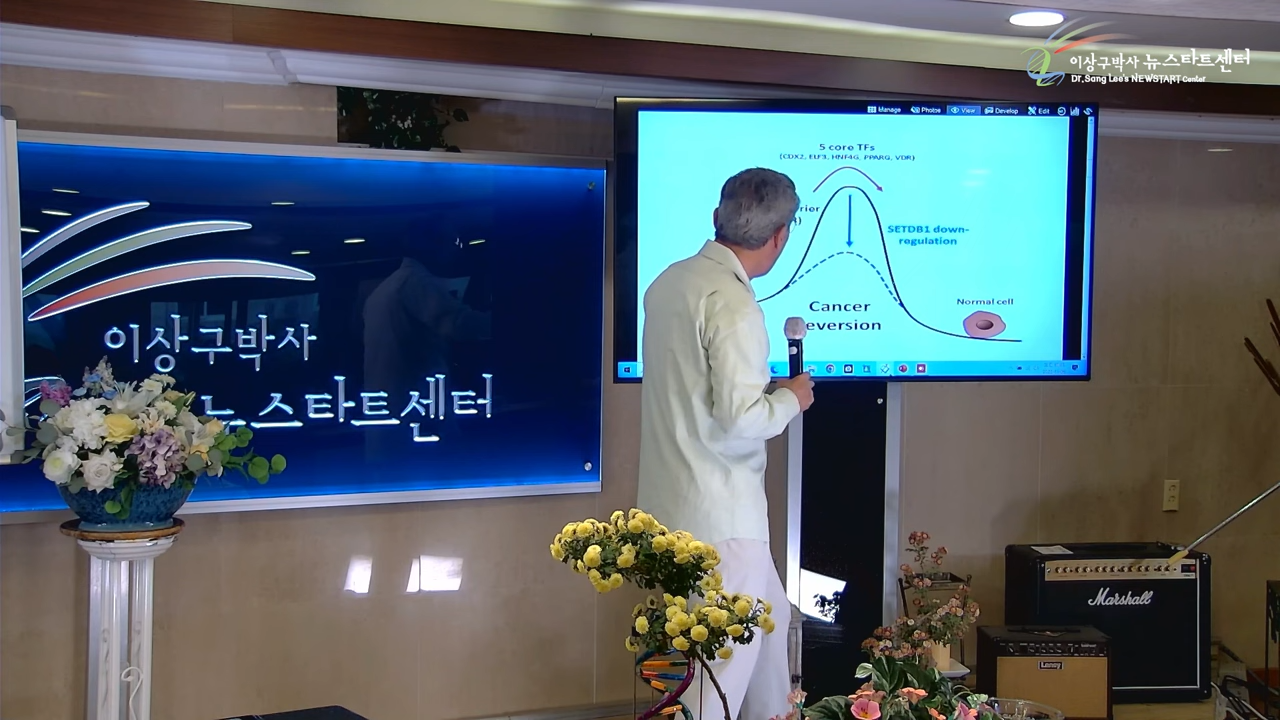 이상구박사 뉴스타트센터
Dr. Sang Lee's NEWSTART Center
Manage Photos View Develop Edit
5 core TFs
(CDX2, ELF3, HNF4G, PPARG, VDR)
SETDB1 down-
regulation
Normal cell
Cancer
이상구박사
뉴스타트센터
Marshall
Laney